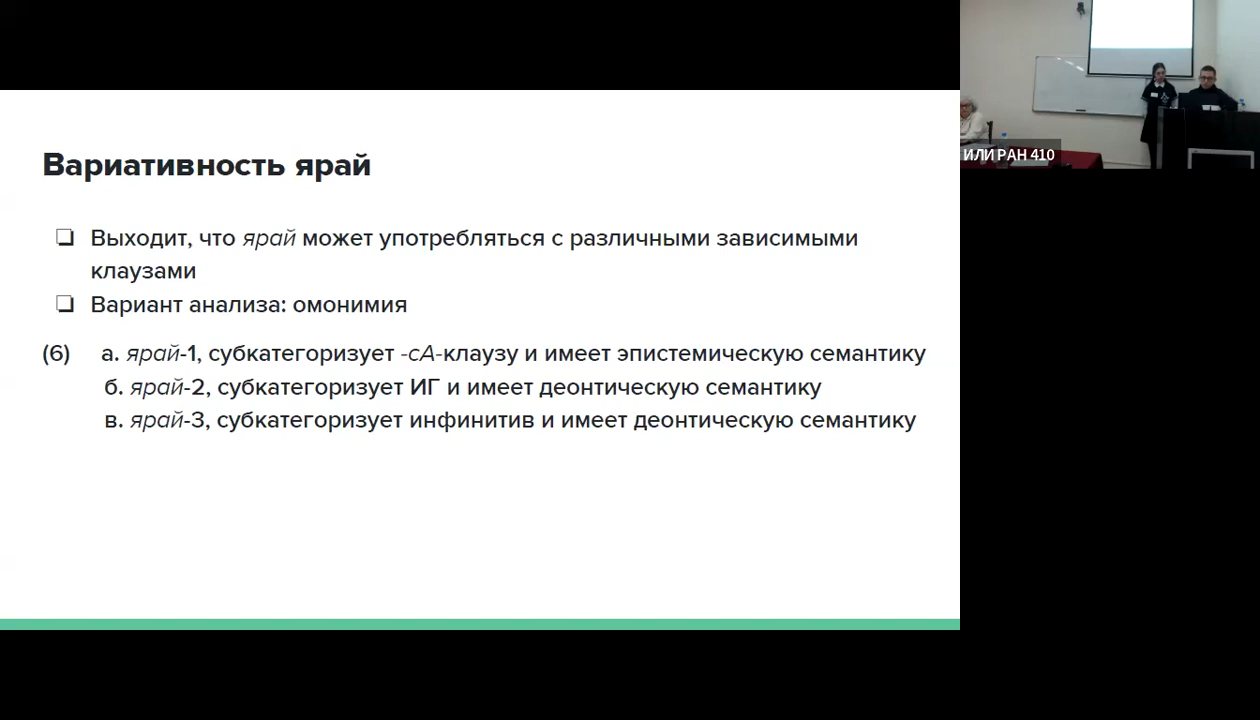 Вариативность ярай
❏ Выходит, что ярай может употребляться с различными зависимыми
клаузами
❏ Вариант анализа: омонимия
(6) а. ярай-1, субкатегоризует -сА-клаузу и имеет эпистемическую семантику
б. ярай-2, субкатегоризует ИГ и имеет деонтическую семантику
в. ярай-3, субкатегоризует инфинитив и имеет деонтическую семантику
ИЛИ РАН 410